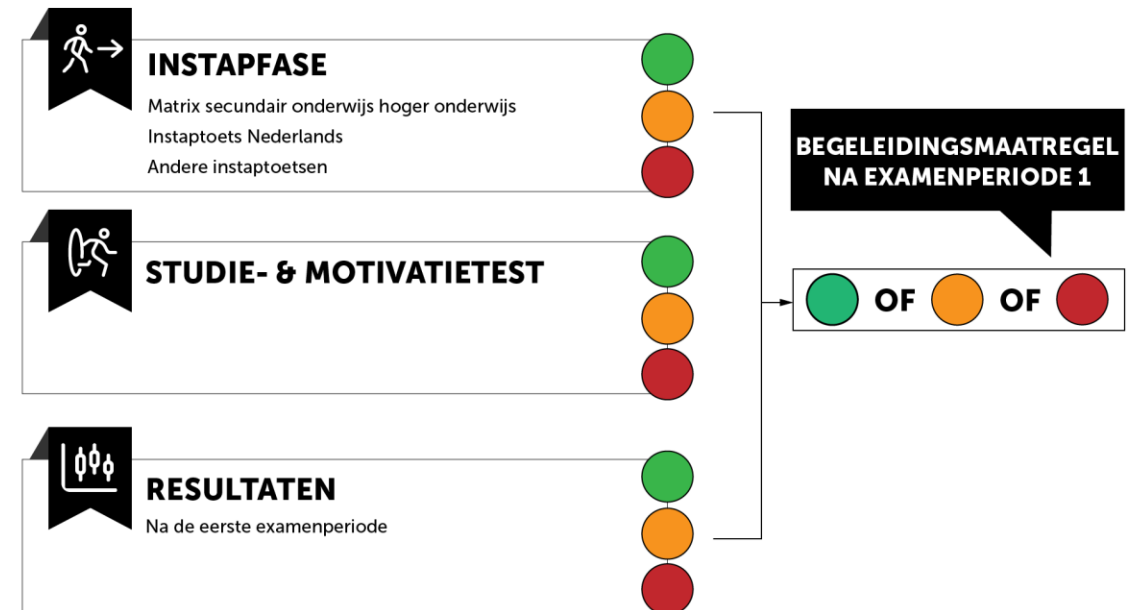 INSTAPFASE
Matrix secundair onderwijs hoger onderwijs
Instaptoets Nederlands
Andere instaptoetsen
STUDIE- & MOTIVATIETEST
RESULTATEN
Na de eerste examenperiode
BEGELEIDINGSMAATREGEL
NA EXAMENPERIODE 1
OF OF